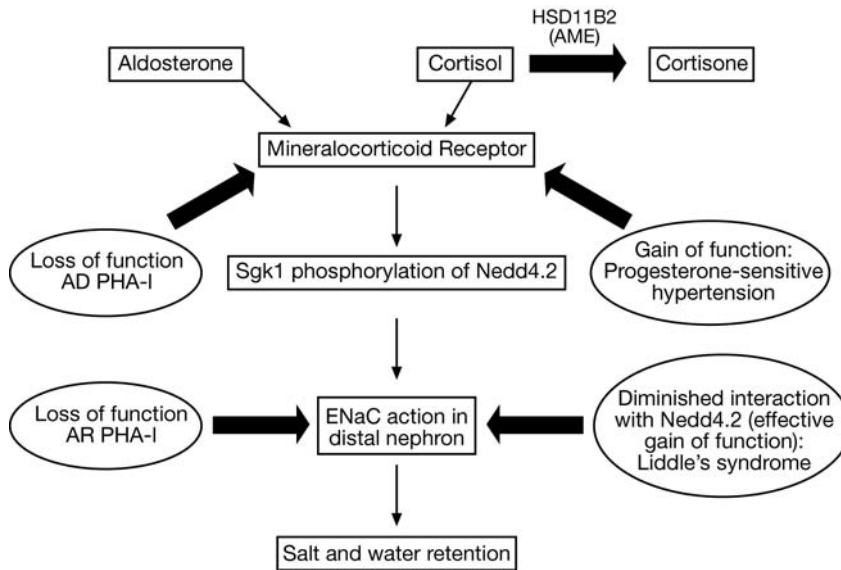 HSD11B2
(AME)
Aldosterone
Cortisol
Cortisone
Mineralocorticoid Receptor
Loss of function
AD PHA-I
Sgk1 phosphorylation of Nedd4.2
Gain of function:
Progesterone-sensitive
hypertension
Loss of function
AR PHA-I
ENaC action in
distal nephron
Diminished interaction
with Nedd4.2 (effective
gain of function):
Liddle's syndrome
Salt and water retention